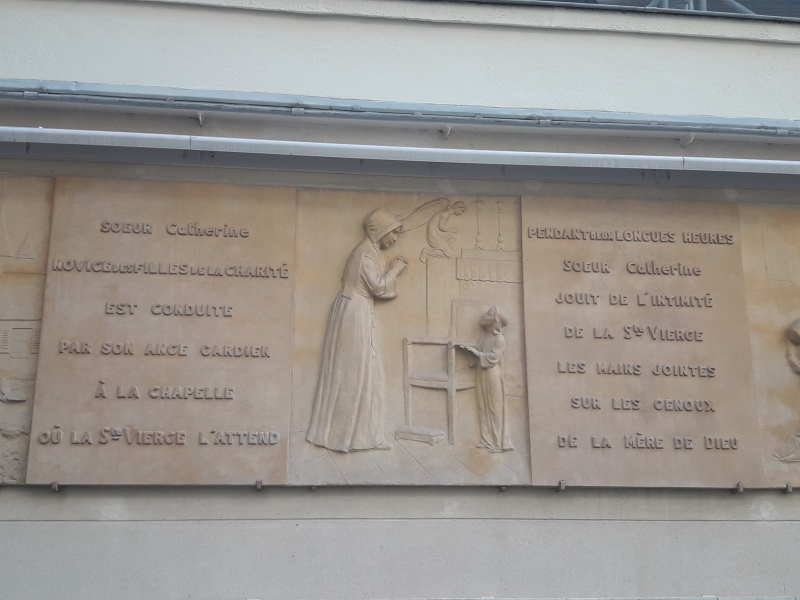 SOEUR Catherine
NOVICE DES FILLES DE LA CHARITÉ
EST CONDUITE
PAR SON ANGE GARDIEN
À LA CHAPELLE
OÙ LA Ste VIERGE L'ATTEND
PENDANT DEUX LONGUES HEURES
SOEUR Catherine
JOUIT DE L'INTIMITÉ
DE LA Ste VIERGE
LES MAINS JOINTES
SUR LES GENOUX
DE LA MÈRE DE DIEU